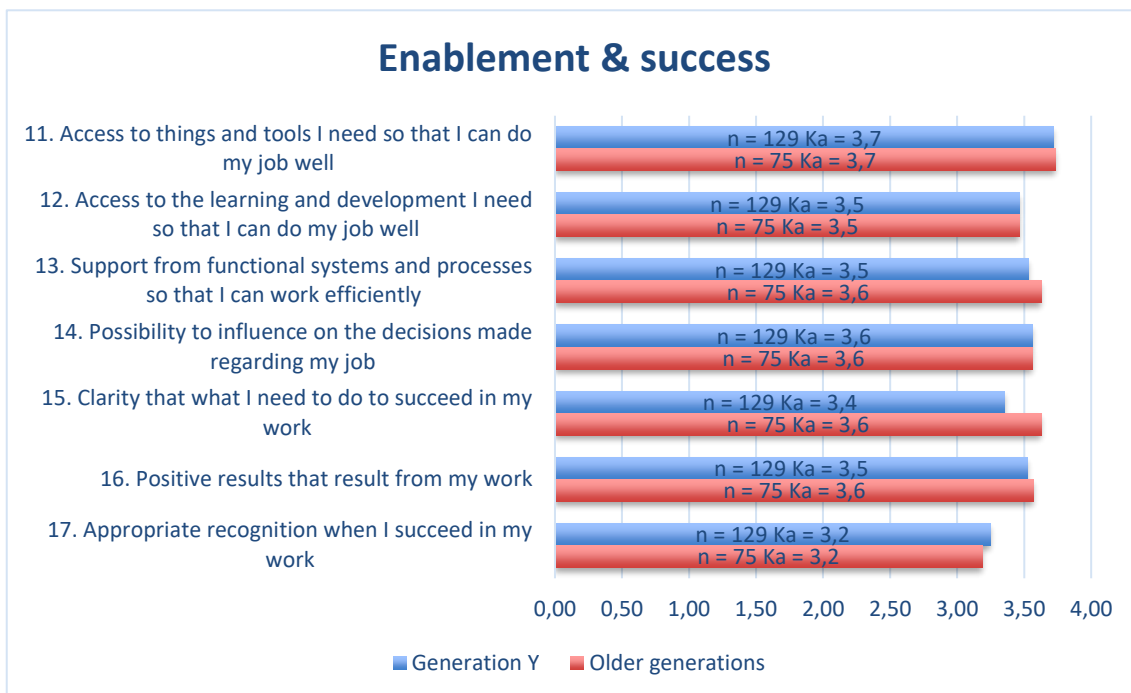 Enablement & success
11. Access to things and tools I need so that I can do
my job well
n = 129 Ka = 3,7
n = 75 Ka = 3,7
12. Access to the learning and development I need
so that I can do my job well
n = 129 Ka = 3,5
n = 75 Ka = 3,5
13. Support from functional systems and processes
so that I can work efficiently
n = 129 Ka = 3,5
n = 75 Ka = 3,6
14. Possibility to influence on the decisions made
regarding my job
n = 129 Ka = 3,6
n = 75 Ka = 3,6
15. Clarity that what I need to do to succeed in my
work
n = 129 Ka = 3,4
n = 75 Ka = 3,6
16. Positive results that result from my work
n = 129 Ka = 3,5
n = 75 Ka = 3,6
17. Appropriate recognition when I succeed in my
work
n = 129 Ka = 3,2
n = 75 Ka = 3,2
0,00 0,50 1,00 1,50 2,00 2,50 3,00 3,50 4,00
Generation Y Older generations